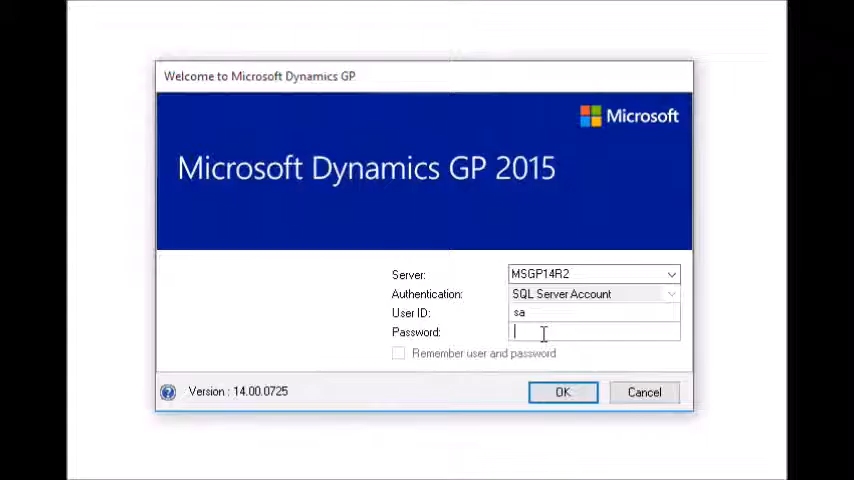 Welcome to Microsoft Dynamics GP
Microsoft
Microsoft Dynamics GP 2015
Server: MSGP14R2
Authentication: SQL Server Account
User ID: sa
Password:
Remember user and password
Version : 14.00.0725 OK Cancel